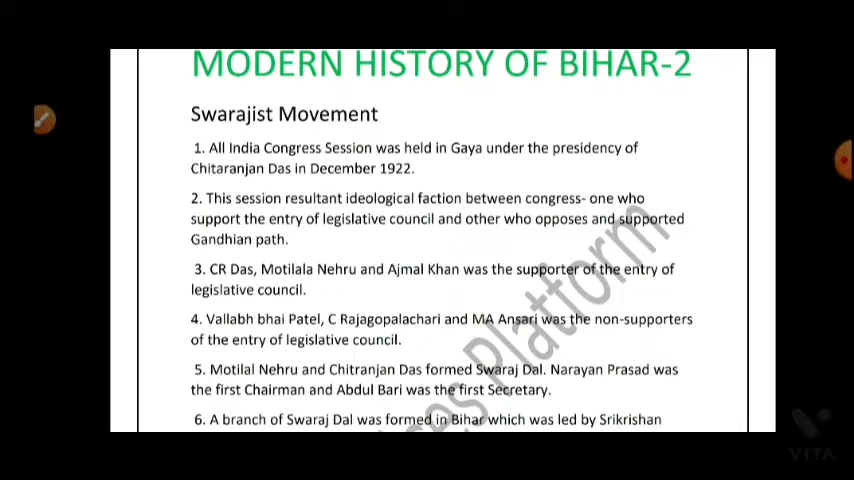 MODERN HISTORY OF BIHAR-2
Swarajist Movement
1. All India Congress Session was held in Gaya under the presidency of
Chitaranjan Das in December 1922.
2. This session resultant ideological faction between congress- one who
support the entry of legislative council and other who opposes and supported
Gandhian path.
3. CR Das, Motilala Nehru and Ajmal Khan was the supporter of the entry of
legislative council.
4. Vallabh bhai Patel, C Rajagopalachari and MA Ansari was the non-supporters
of the entry of legislative council.
5. Motilal Nehru and Chitranjan Das formed Swaraj Dal. Narayan Prasad was
the first Chairman and Abdul Bari was the first Secretary.
6. A branch of Swaraj Dal was formed in Bihar which was led by Srikrishan
Platform
VITA